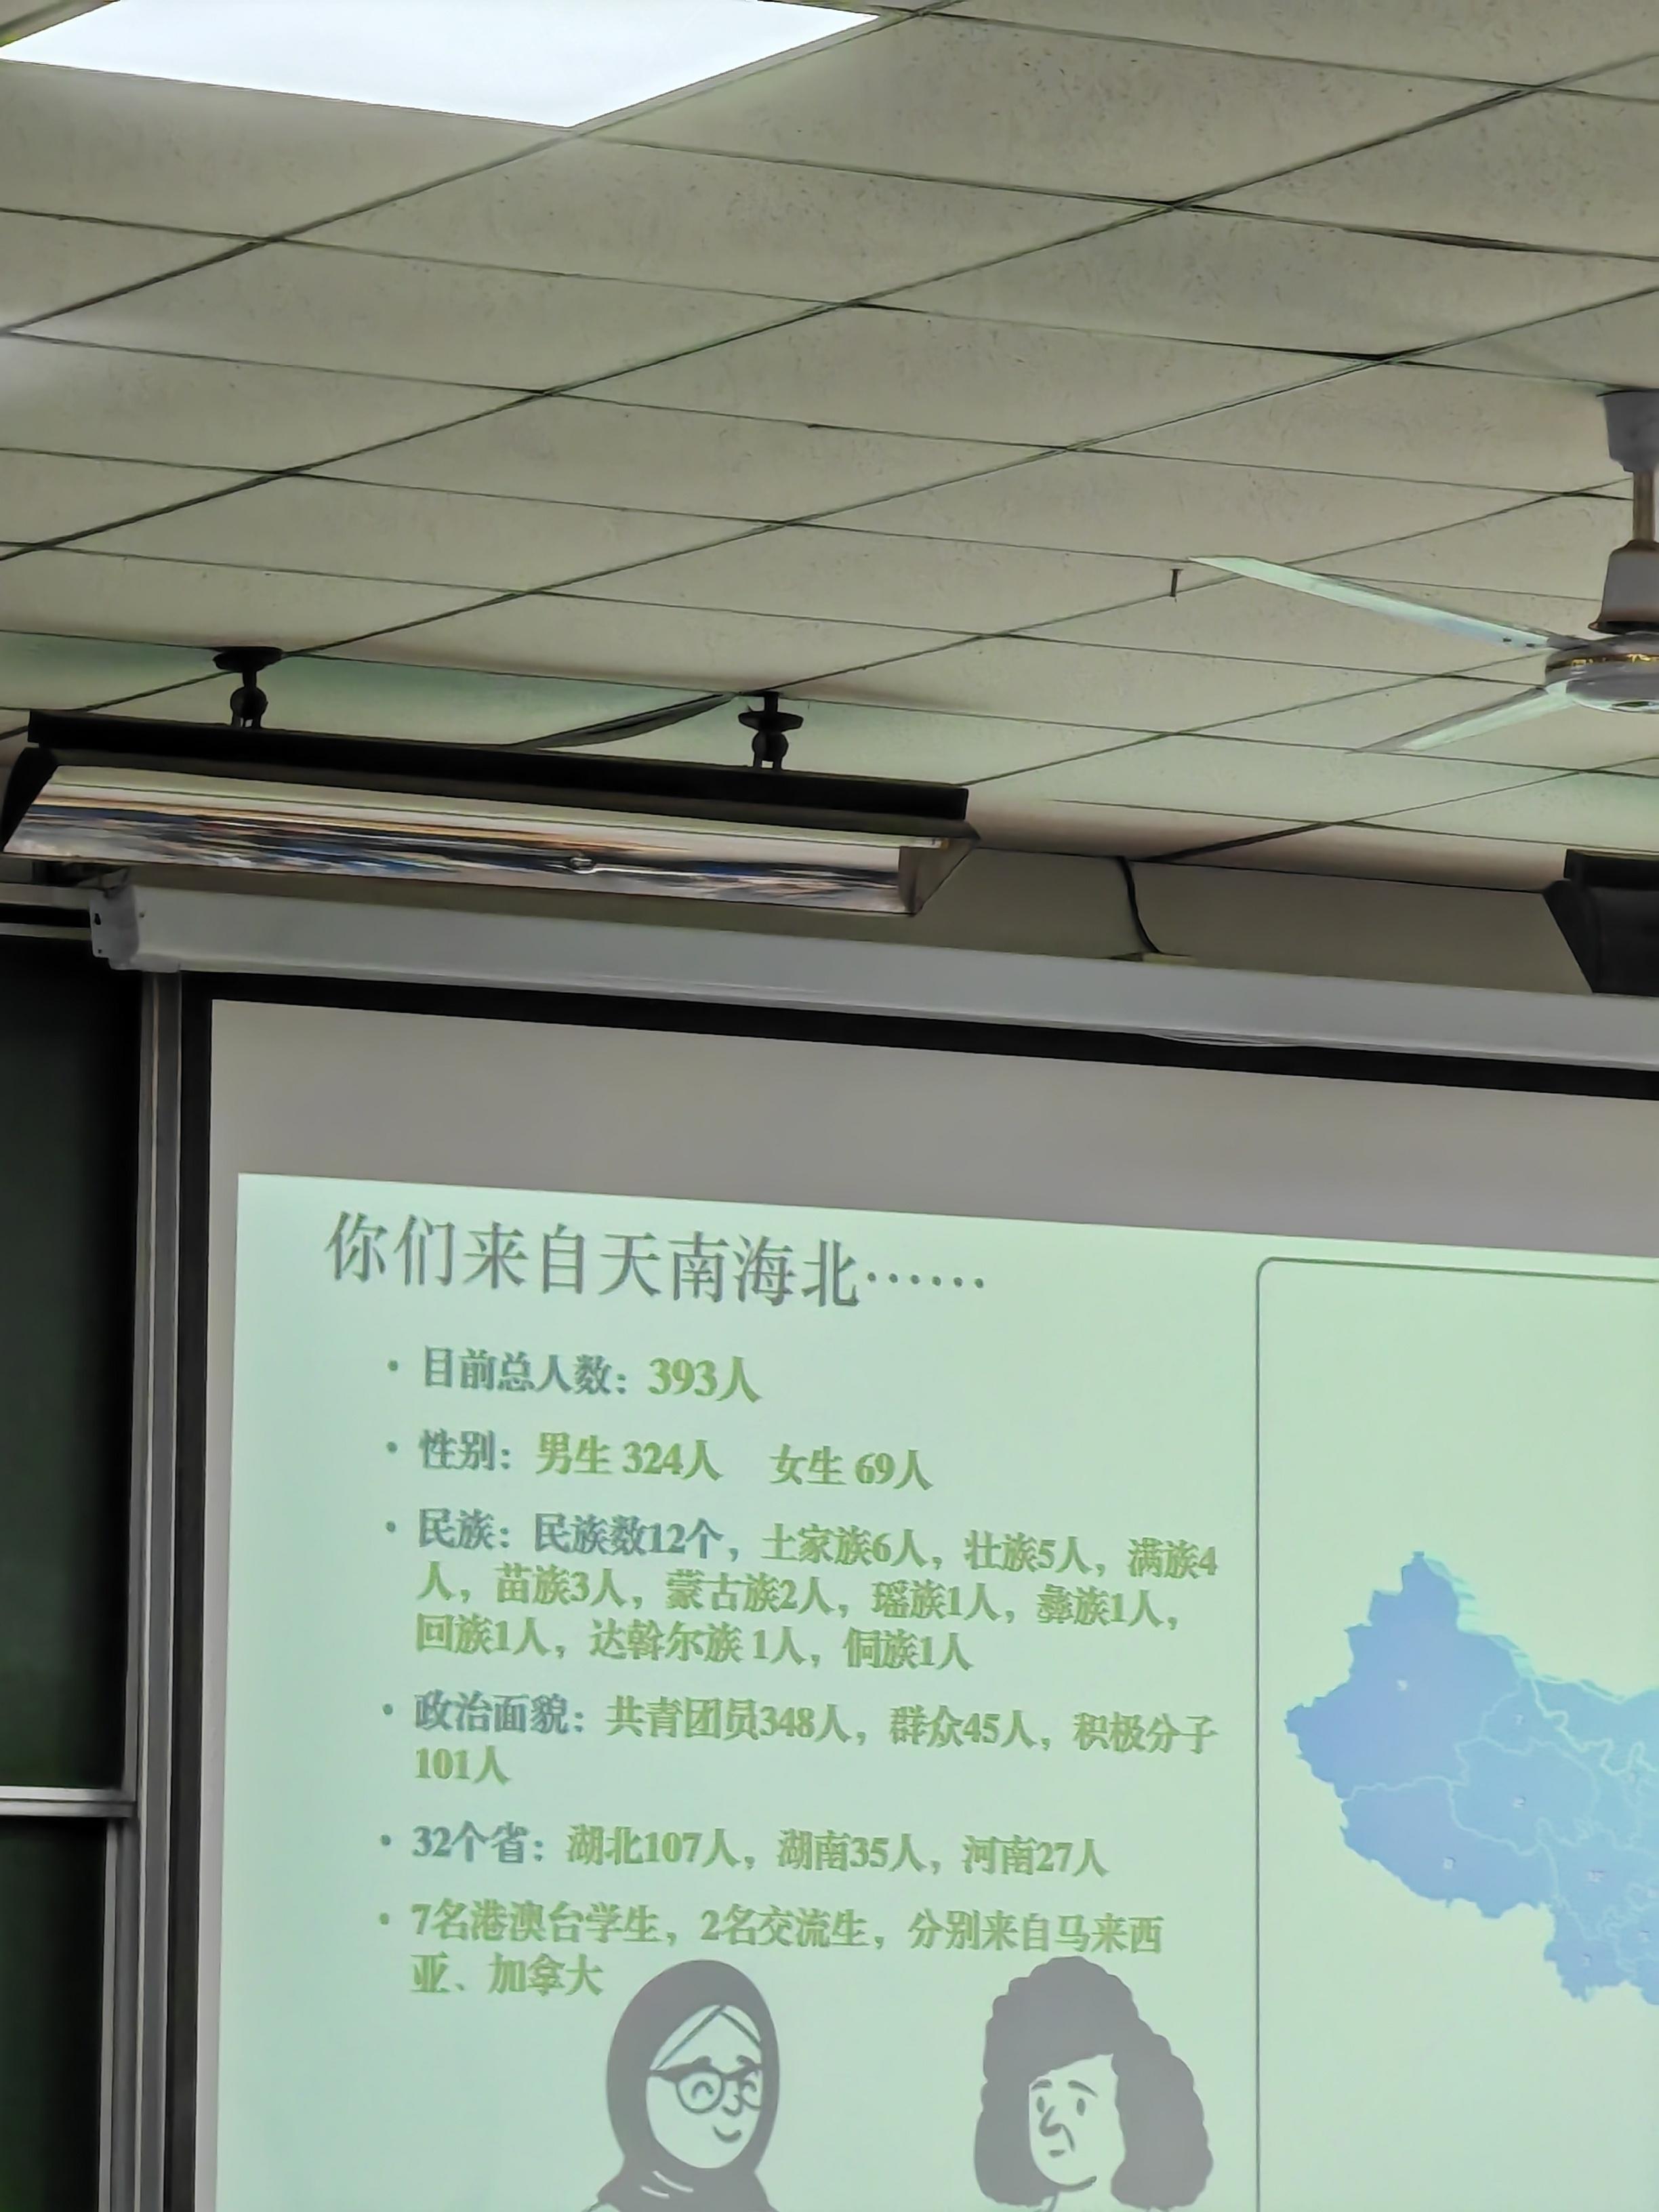 你们来自天南海北……
• 目前总人数：393人
• 性别：男生 324人 女生 69人
• 民族：民族数12个，土家族6人，壮族5人，满族4
人，苗族3人，蒙古族2人，瑶族1人，彝族1人，
回族1人，达斡尔族 1人，侗族1人
• 政治面貌：共青团员348人，群众45人，积极分子
101人
• 32个省：湖北107人，湖南35人，河南27人
• 7名港澳台学生，2名交流生，分别来自马来西
亚、加拿大